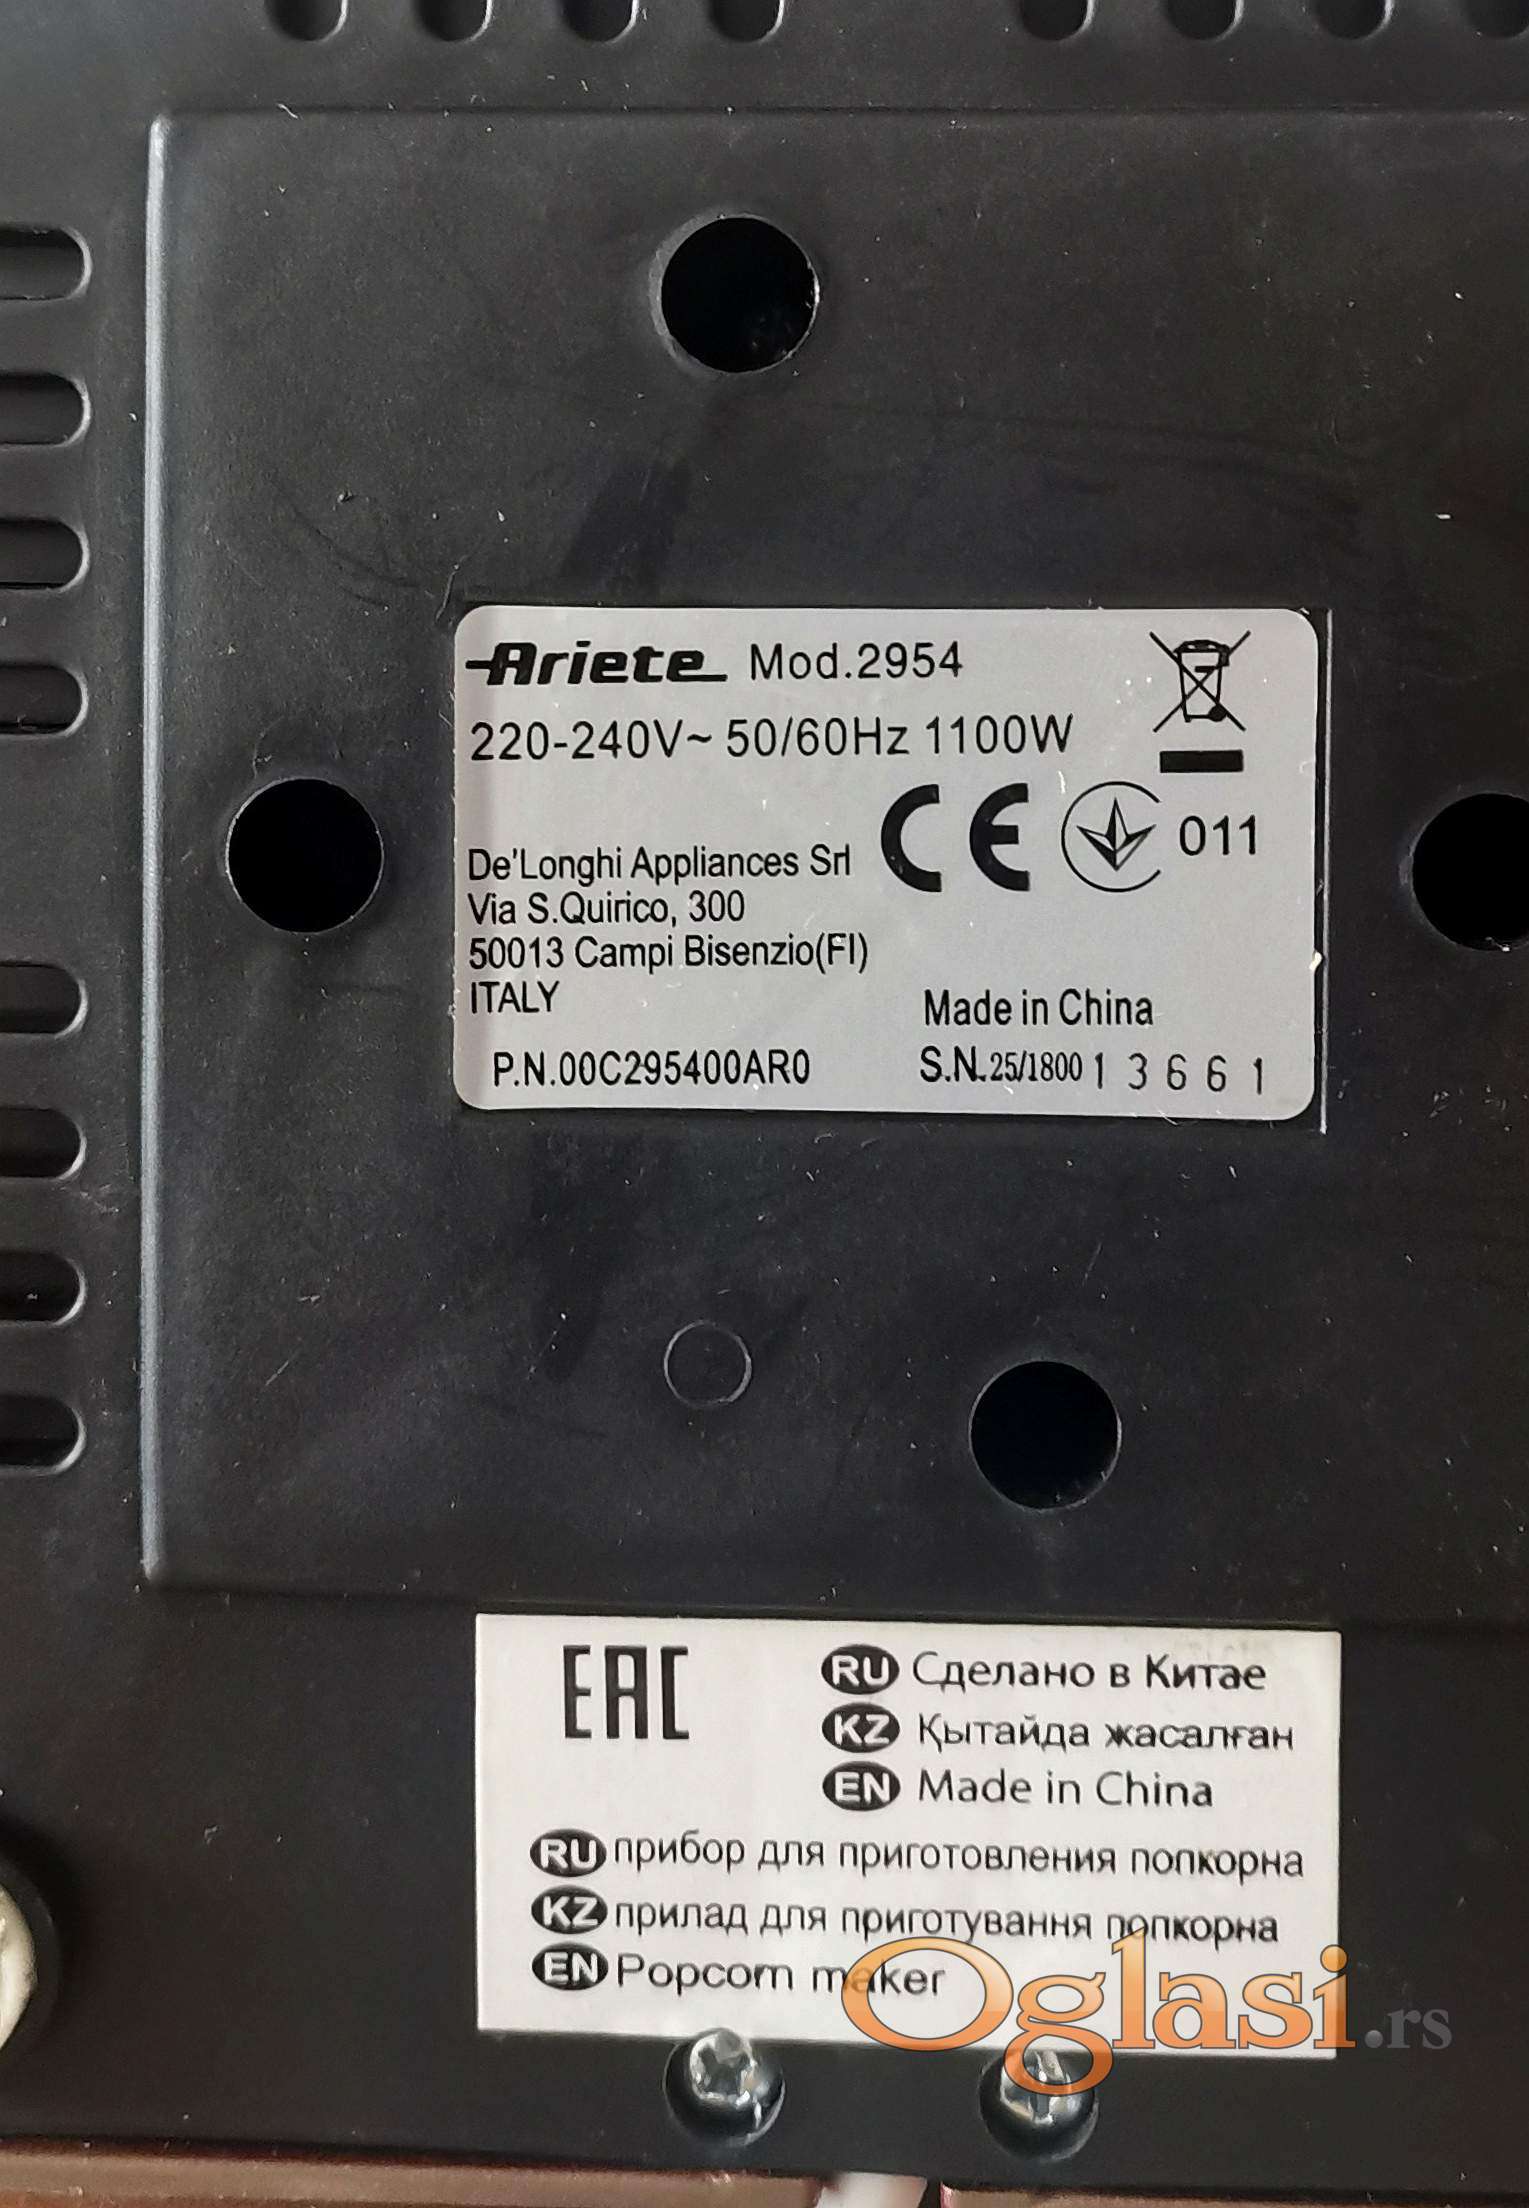 Ariete Mod.2954
220-240V~ 50/60Hz 1100W
CE 011
De'Longhi Appliances Srl
Via S.Quirico, 300
50013 Campi Bisenzio(FI)
ITALY
Made in China
P.N.00C295400AR0
S.N.25/1800 1 3 6 6 1
EAC
RU Сделано в Китае
KZ Қытайда жасалған
EN Made in China
RU прибор для приготовления попкорна
KZ прилад для приготування попкорна
EN Popcorn maker
Oglasi.rs